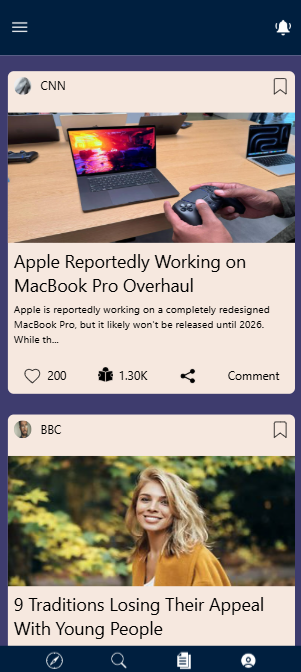 CNN
Apple Reportedly Working on
MacBook Pro Overhaul
Apple is reportedly working on a completely redesigned
MacBook Pro, but it likely won't be released until 2026.
While th...
200 1.30K Comment
BBC
9 Traditions Losing Their Appeal
With Young People